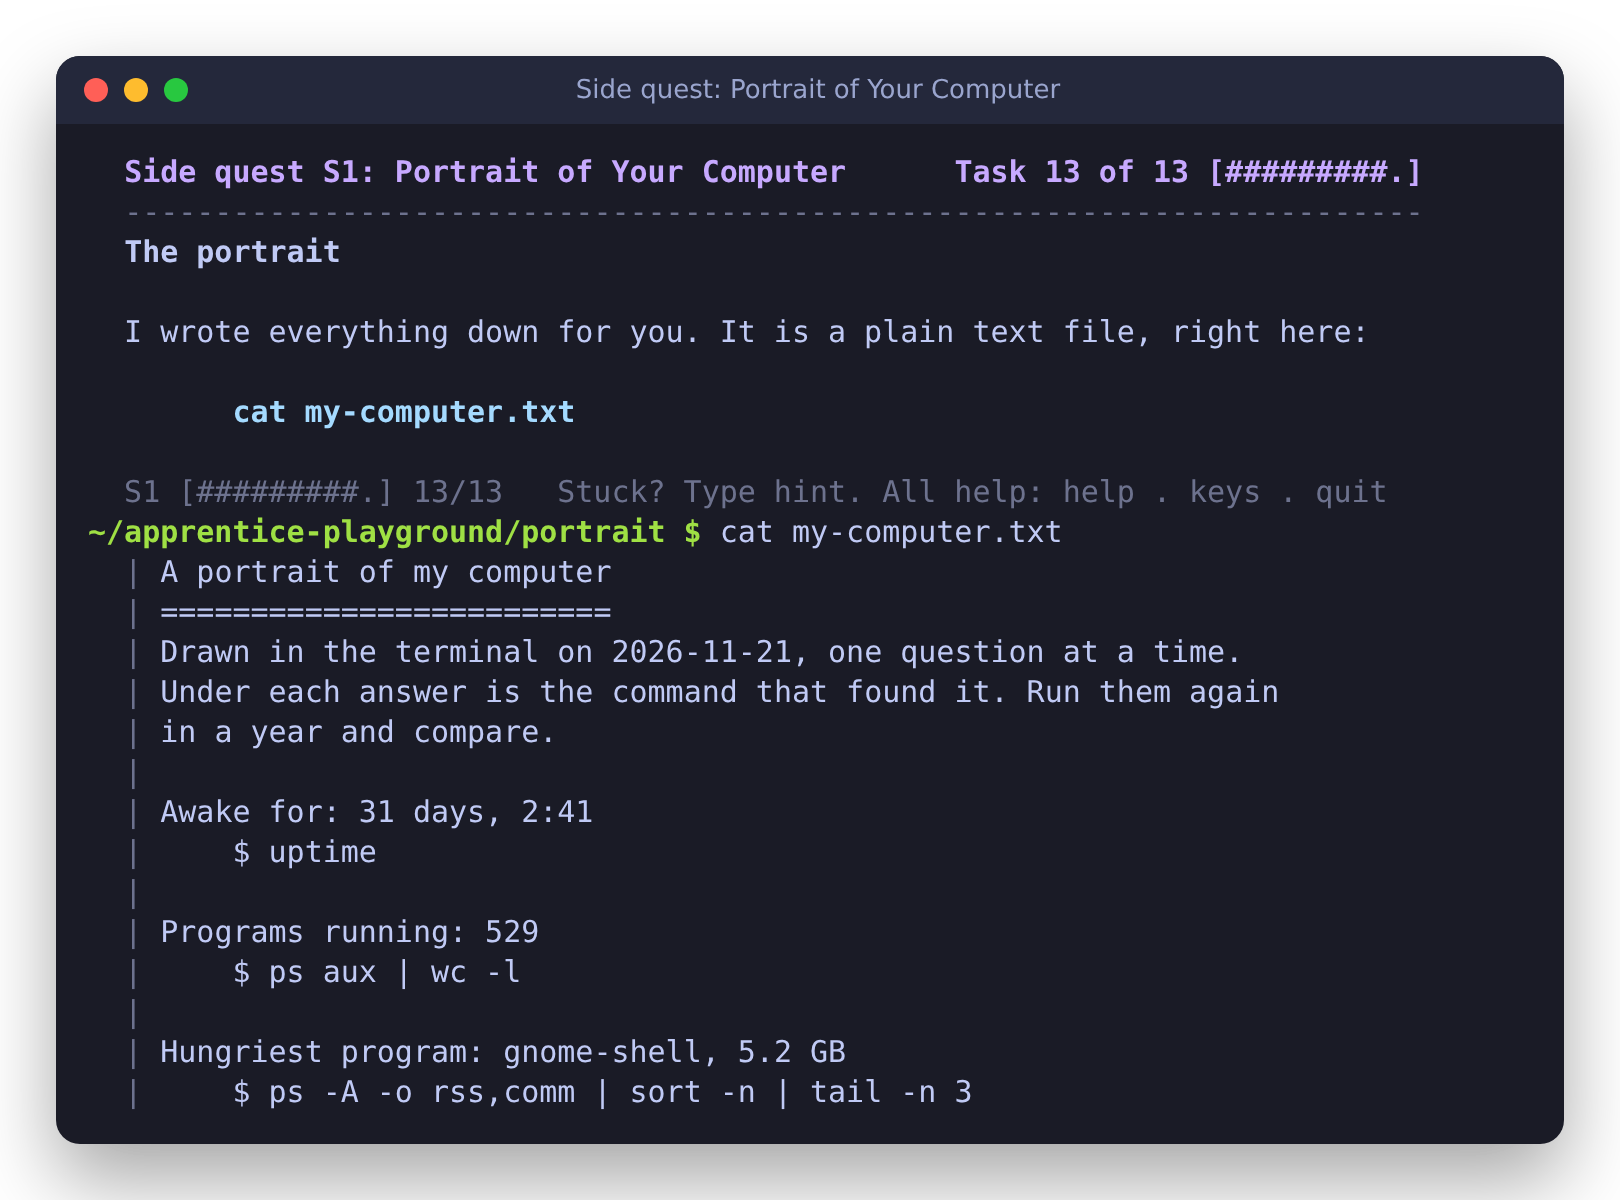 Side quest: Portrait of Your Computer
Side quest S1: Portrait of Your Computer      Task 13 of 13 [#########.]
------------------------------------------------------------------------
The portrait
I wrote everything down for you. It is a plain text file, right here:
cat my-computer.txt
S1 [#########.] 13/13   Stuck? Type hint. All help: help . keys . quit
~/apprentice-playground/portrait $ cat my-computer.txt
| A portrait of my computer
| =========================
| Drawn in the terminal on 2026-11-21, one question at a time.
| Under each answer is the command that found it. Run them again
| in a year and compare.
|
| Awake for: 31 days, 2:41
|     $ uptime
|
| Programs running: 529
|     $ ps aux | wc -l
|
| Hungriest program: gnome-shell, 5.2 GB
|     $ ps -A -o rss,comm | sort -n | tail -n 3